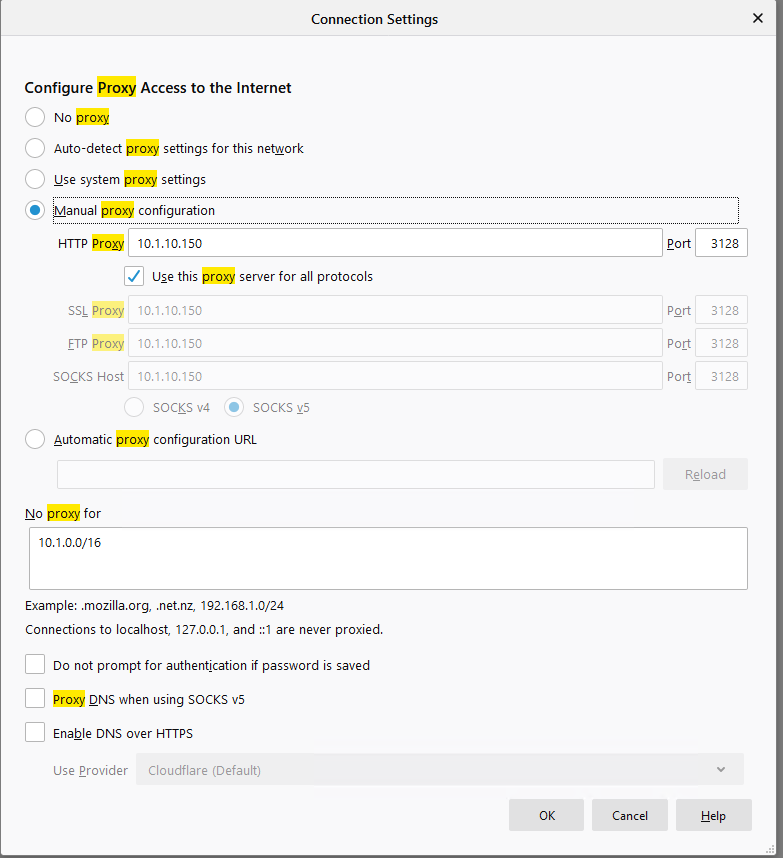 Connection Settings
Configure Proxy Access to the Internet
No proxy
Auto-detect proxy settings for this network
Use system proxy settings
Manual proxy configuration
HTTP Proxy 10.1.10.150 Port 3128
Use this proxy server for all protocols
SSL Proxy 10.1.10.150 Port 3128
FTP Proxy 10.1.10.150 Port 3128
SOCKS Host 10.1.10.150 Port 3128
SOCKS v4 SOCKS v5
Automatic proxy configuration URL
Reload
No proxy for
10.1.0.0/16
Example: .mozilla.org, .net.nz, 192.168.1.0/24
Connections to localhost, 127.0.0.1, and ::1 are never proxied.
Do not prompt for authentication if password is saved
Proxy DNS when using SOCKS v5
Enable DNS over HTTPS
Use Provider Cloudflare (Default)
OK Cancel Help